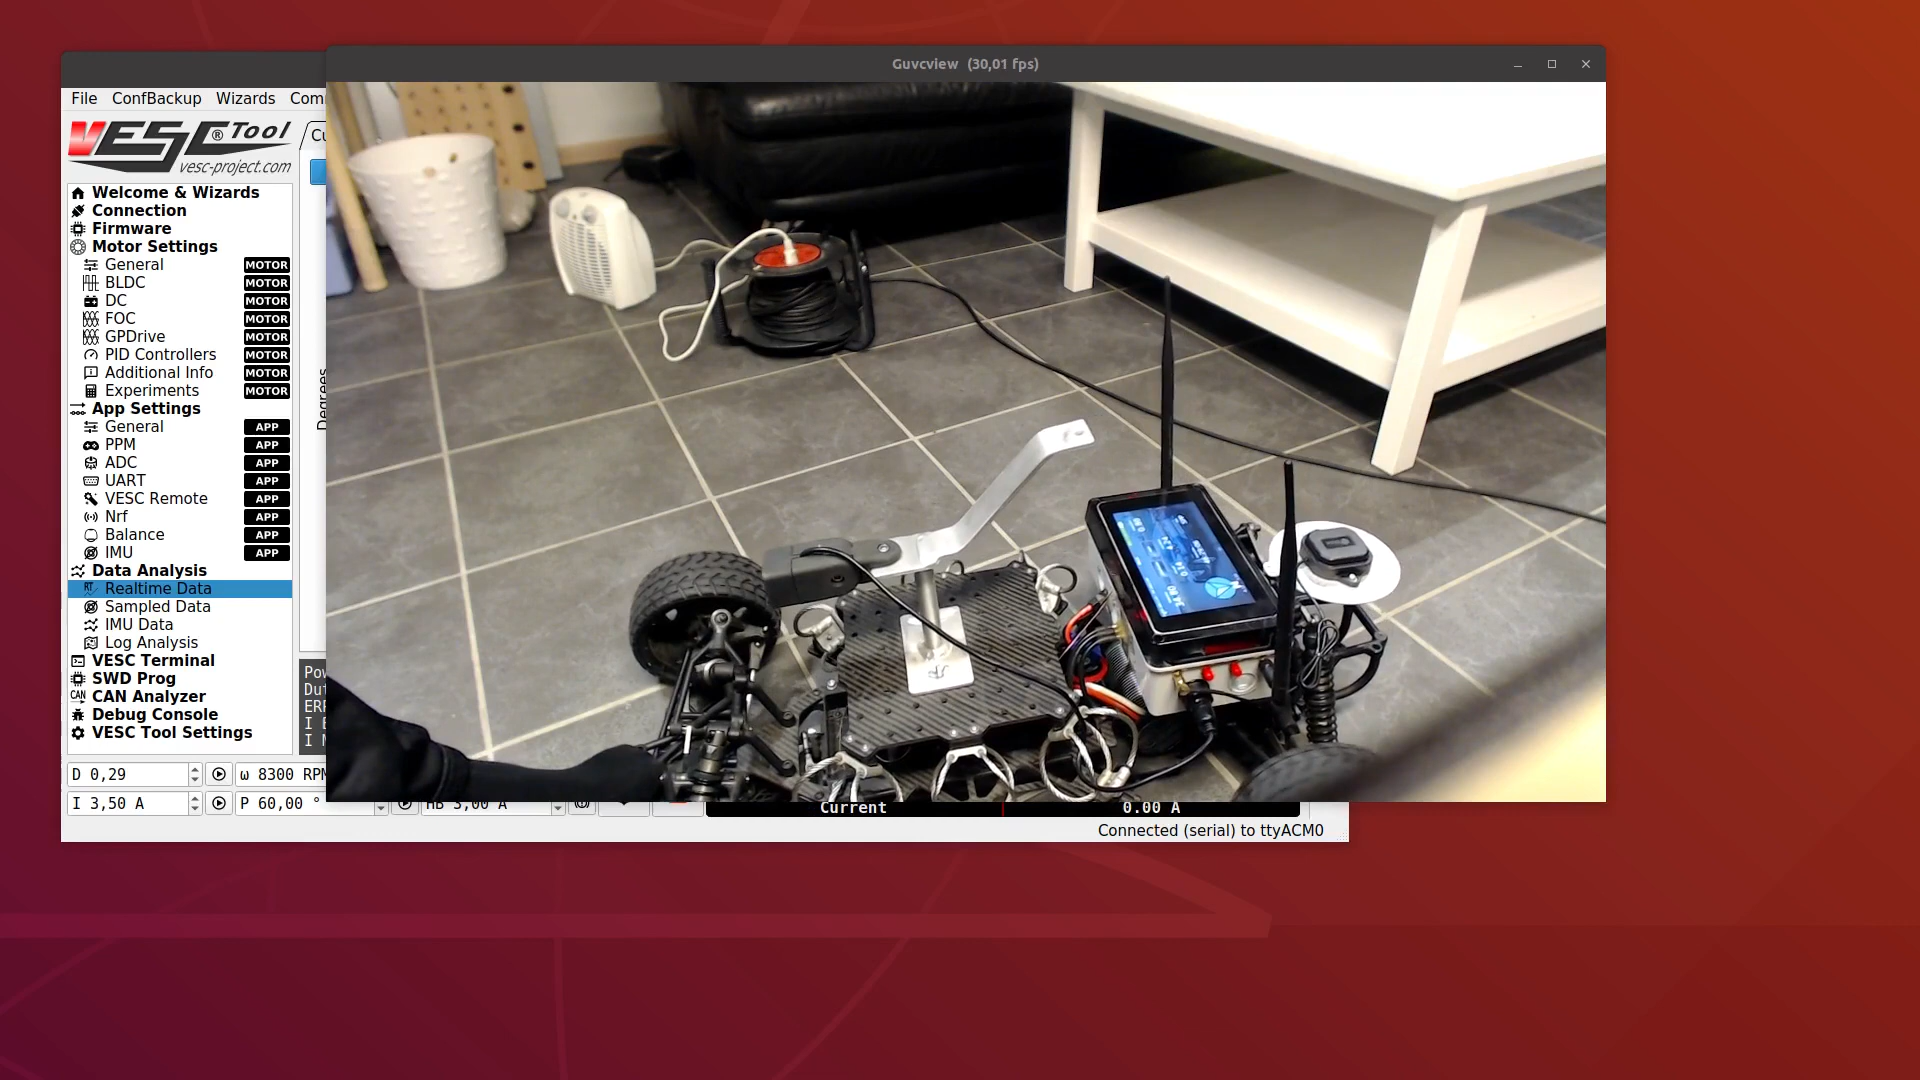 Guvcview (30,01 fps)
File ConfBackup Wizards
VESC® Tool
vesc-project.com
Welcome & Wizards
Connection
Firmware
Motor Settings
General MOTOR
BLDC MOTOR
DC MOTOR
FOC MOTOR
GPDrive MOTOR
PID Controllers MOTOR
Additional Info MOTOR
Experiments MOTOR
App Settings
General APP
PPM APP
ADC APP
UART APP
VESC Remote APP
Nrf APP
Balance APP
IMU APP
Data Analysis
RT Realtime Data
Sampled Data
IMU Data
Log Analysis
VESC Terminal
SWD Prog
CAN CAN Analyzer
Debug Console
VESC Tool Settings
Degrees
D 0,29 ω 8300 RPM
I 3,50 A P 60,00 ° HB 3,00 A
Current 0.00 A
Connected (serial) to ttyACM0